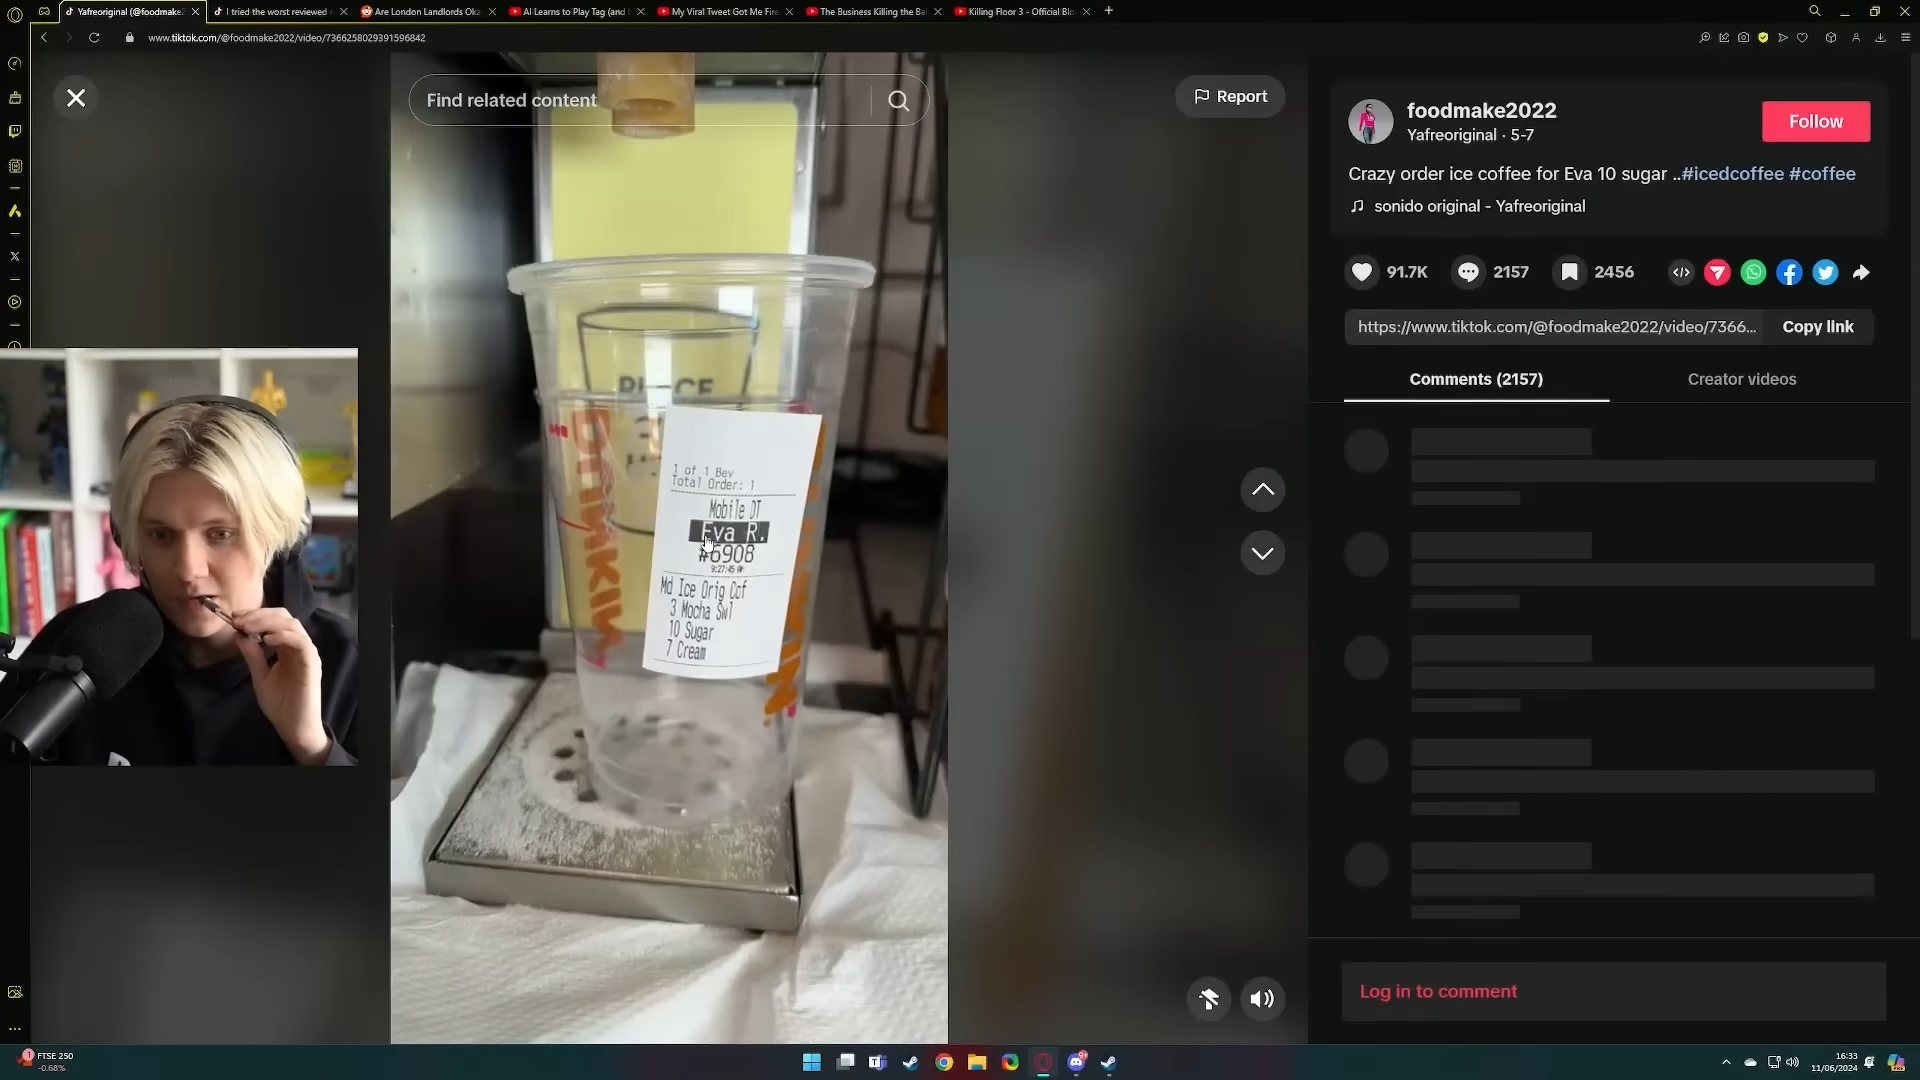 Yafreoriginal (@foodmake2
I tried the worst reviewed r
Are London Landlords Oka
AI Learns to Play Tag (and l
My Viral Tweet Got Me Fire
The Business Killing the Ba
Killing Floor 3 - Official Blo
www.tiktok.com/@foodmake2022/video/7366258029391596842
Find related content
Report
foodmake2022
Yafreoriginal · 5-7
Follow
Crazy order ice coffee for Eva 10 sugar ..#icedcoffee #coffee
sonido original - Yafreoriginal
91.7K
2157
2456
https://www.tiktok.com/@foodmake2022/video/7366...
Copy link
Comments (2157)
Creator videos
PLACE
DUNKIN'
1 of 1 Bev
Total Order: 1
Mobile DT
Eva R.
#6908
9:27:45 AM
Md Ice Orig Cof
3 Mocha Swl
10 Sugar
7 Cream
Log in to comment
1
FTSE 250
-0.68%
9+
16:33
11/06/2024